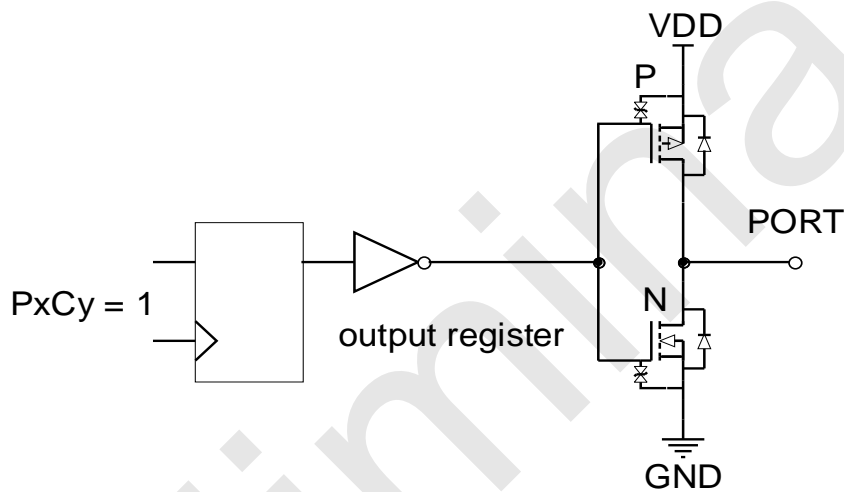 VDD
P
PORT
N
PxCy = 1
output register
GND